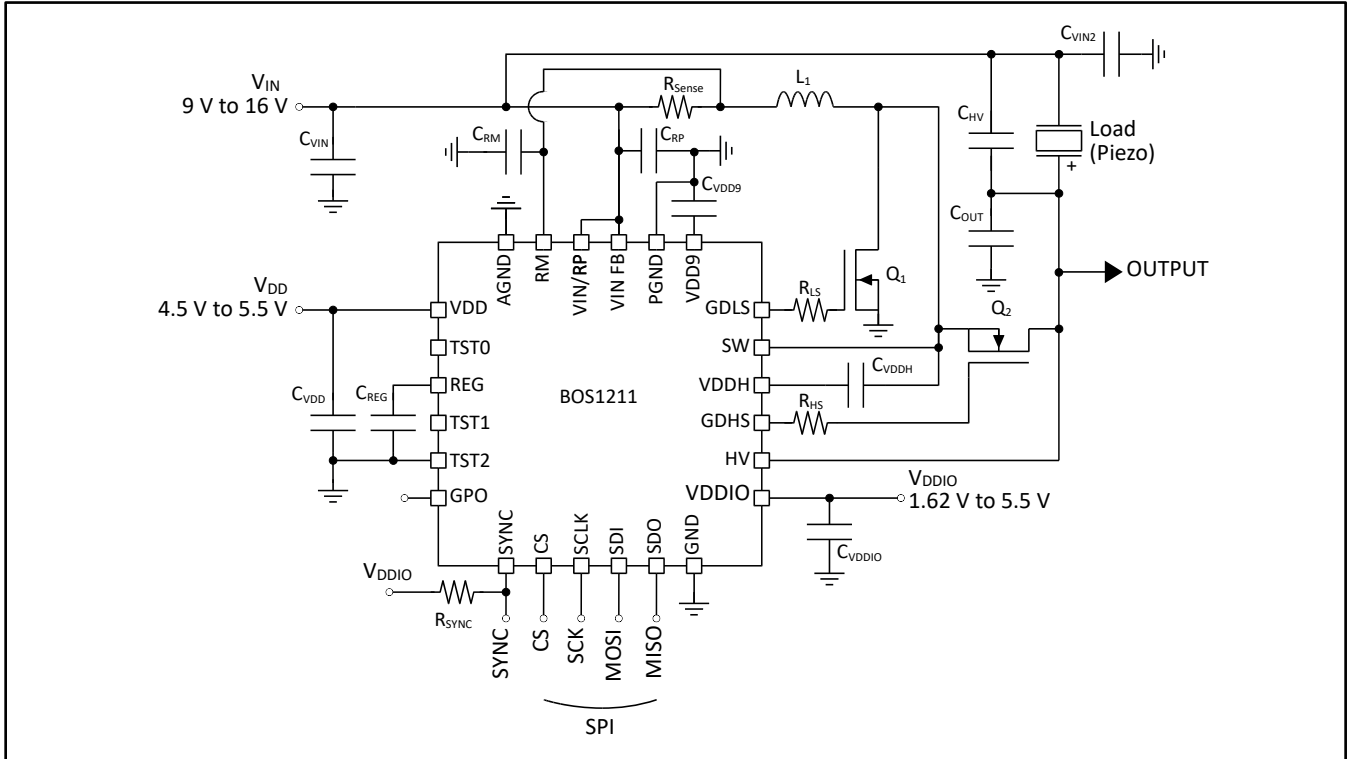 C_VIN2
V_IN
9 V to 16 V
R_Sense
L_1
C_VIN
C_RM
C_RP
C_HV
Load
(Piezo)
+
C_VDD9
C_OUT
AGND
RM
VIN/RP
VIN FB
PGND
VDD9
Q_1
OUTPUT
V_DD
4.5 V to 5.5 V
VDD
GDLS
R_LS
Q_2
TST0
SW
C_VDD
C_REG
REG
BOS1211
VDDH
C_VDDH
TST1
GDHS
R_HS
TST2
HV
GPO
VDDIO
V_DDIO
1.62 V to 5.5 V
SYNC
CS
SCLK
SDI
SDO
GND
C_VDDIO
V_DDIO
R_SYNC
SYNC
CS
SCK
MOSI
MISO
SPI